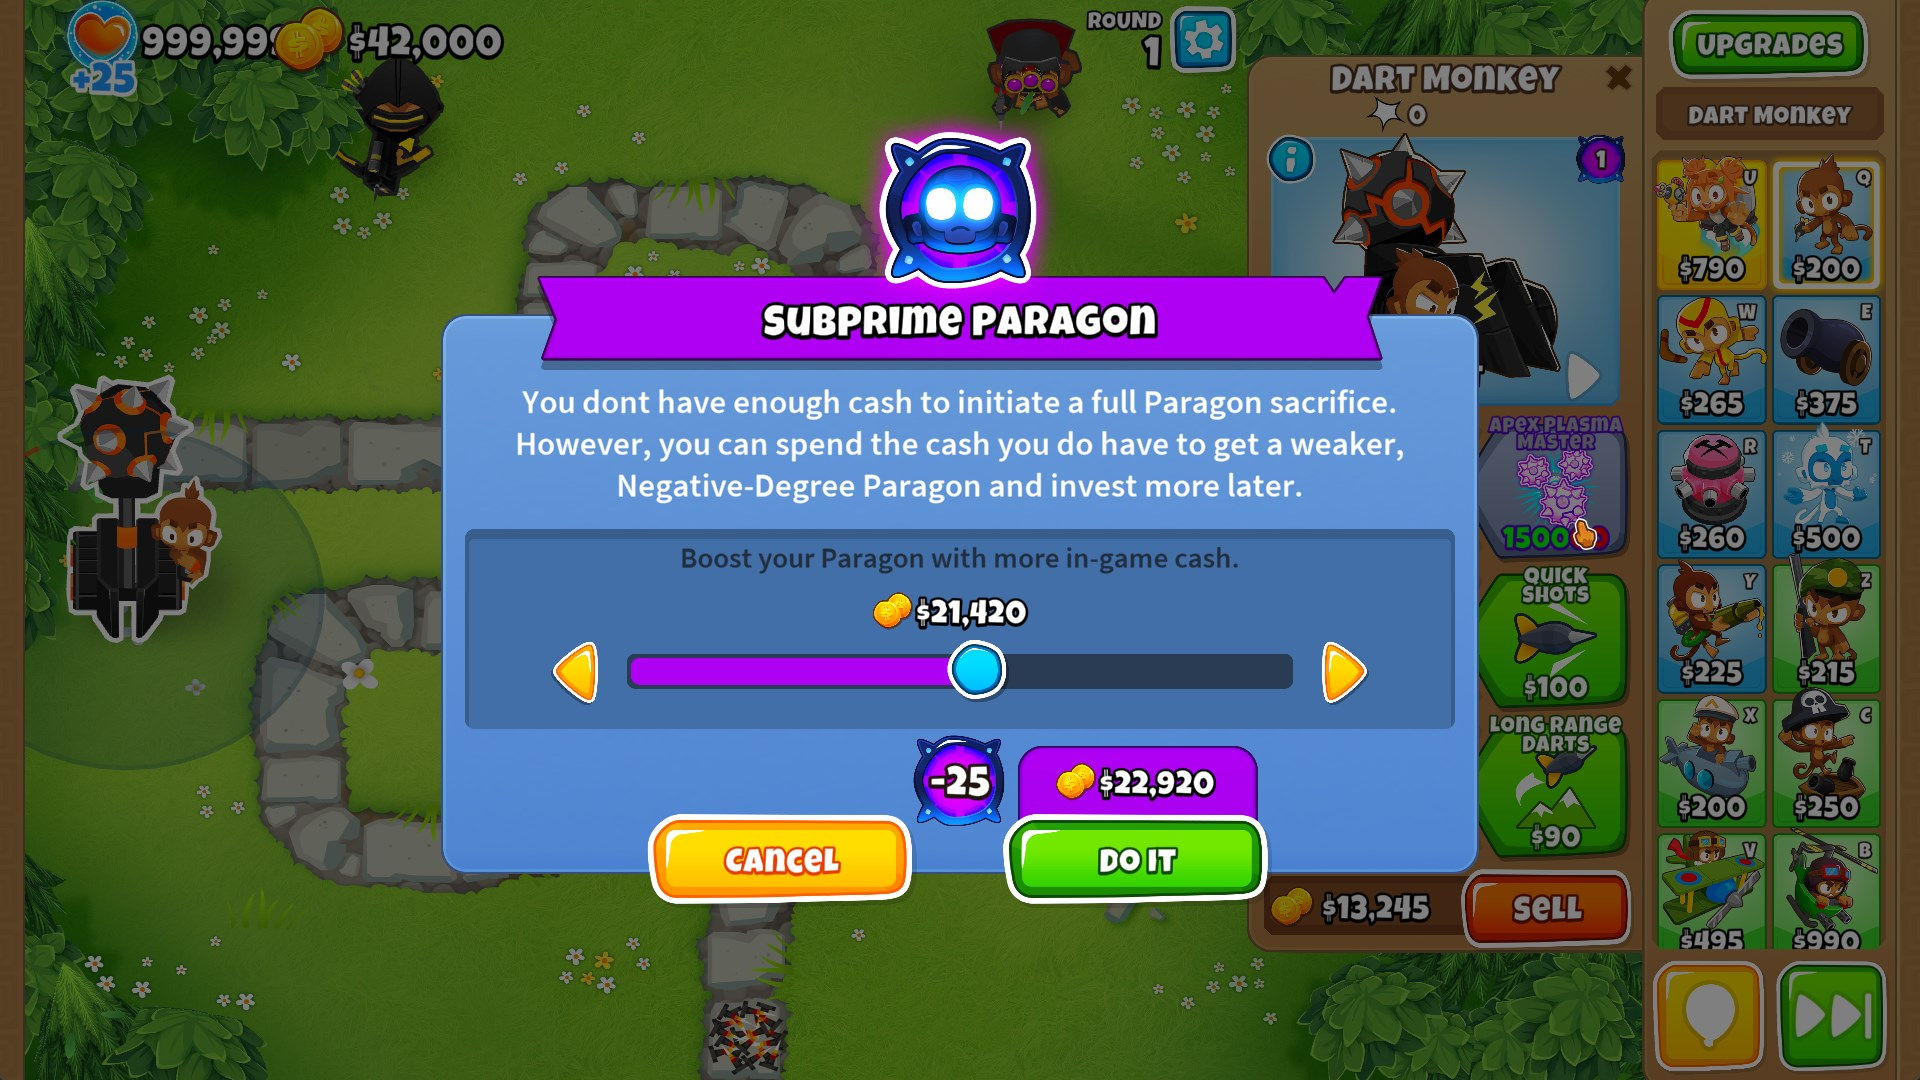 999,999
$42,000
+25
ROUND
1
DART MONKEY
0
1
UPGRADES
DART MONKEY
U
$790
Q
$200
W
$265
E
$375
R
$260
T
$500
Y
$225
Z
$215
X
$200
C
$250
V
$495
B
$990
SUBPRIME PARAGON
You dont have enough cash to initiate a full Paragon sacrifice.
However, you can spend the cash you do have to get a weaker,
Negative-Degree Paragon and invest more later.
Boost your Paragon with more in-game cash.
$21,420
-25
$22,920
CANCEL
DO IT
APEX PLASMA
MASTER
QUICK
SHOTS
$100
LONG RANGE
DARTS
$90
$13,245
SELL